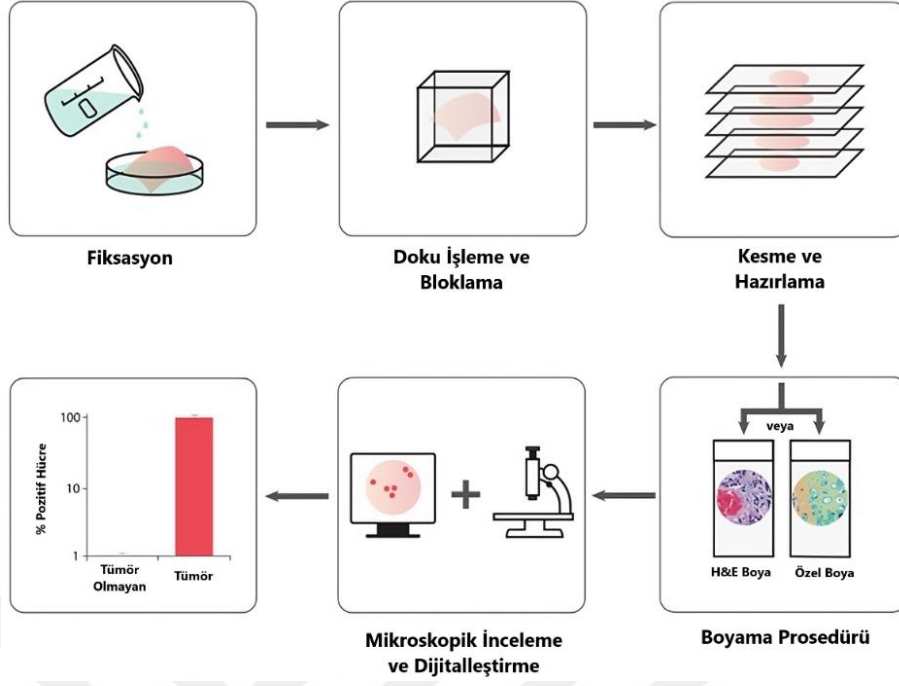 Fiksasyon
Doku İşleme ve
Bloklama
Kesme ve
Hazırlama
veya
H&E Boya
Özel Boya
Boyama Prosedürü
Mikroskopik İnceleme
ve Dijitalleştirme
% Pozitif Hücre
100
10
1
Tümör
Olmayan
Tümör